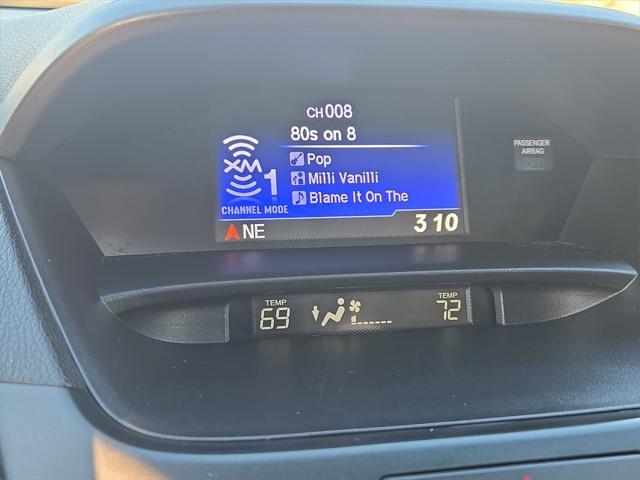 CH008
80s on 8
XM
1
Pop
Milli Vanilli
Blame It On The
CHANNEL MODE
NE
3 10
PASSENGER
AIRBAG
TEMP
69
TEMP
72